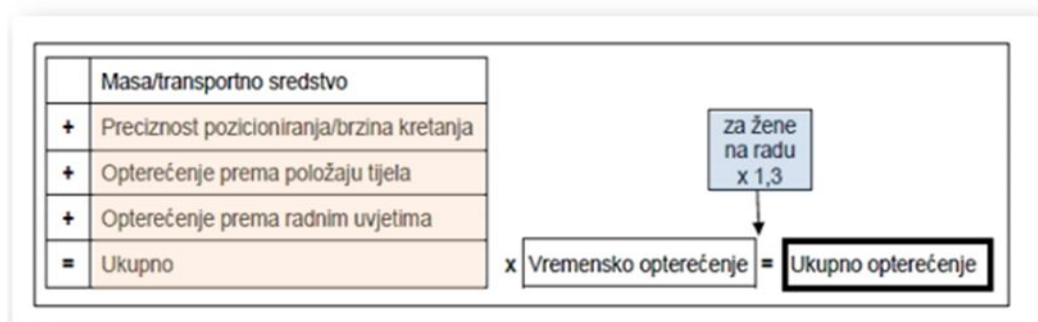 Masa/transportno sredstvo
+ Preciznost pozicioniranja/brzina kretanja
+ Opterećenje prema položaju tijela
+ Opterećenje prema radnim uvjetima
= Ukupno
x Vremensko opterećenje = Ukupno opterećenje
za žene
na radu
x 1,3